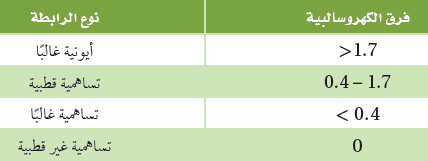 فرق الكهروسالبية نوع الرابطة
>1.7 أيونية غالبًا
0.4 – 1.7 تساهمية قطبية
< 0.4 تساهمية غالبًا
0 تساهمية غير قطبية